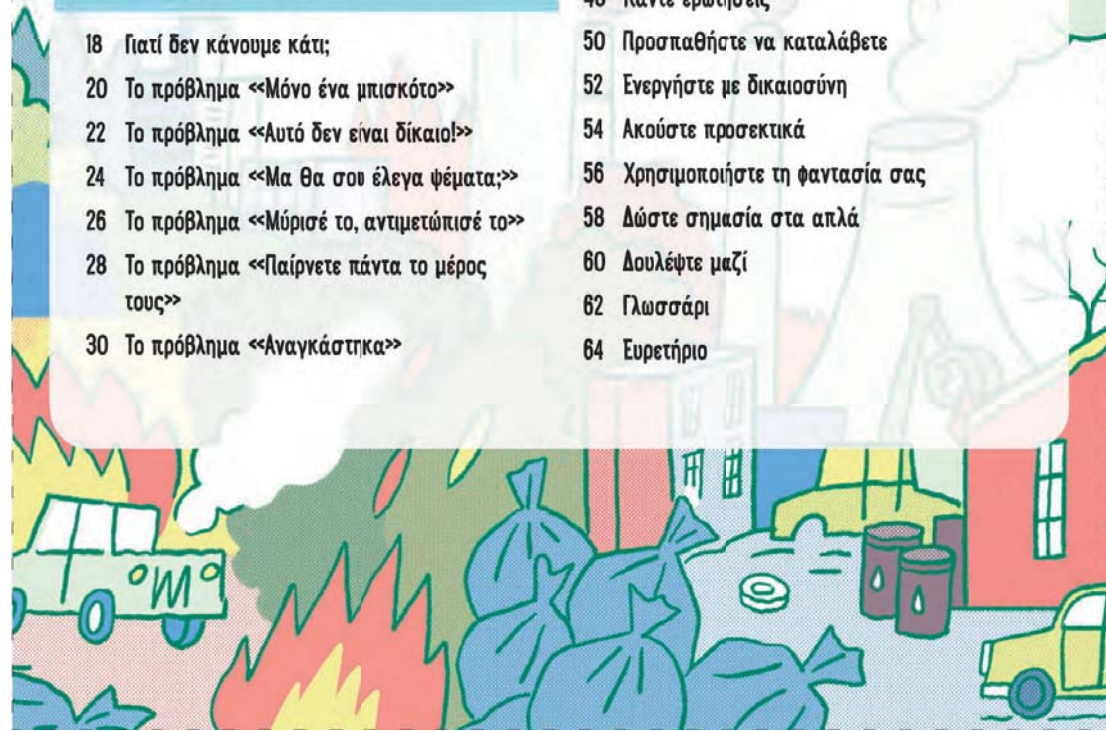 18 Γιατί δεν κάνουμε κάτι;
20 Το πρόβλημα «Μόνο ένα μπισκότο»
22 Το πρόβλημα «Αυτό δεν είναι δίκαιο!»
24 Το πρόβλημα «Μα θα σου έλεγα ψέματα;»
26 Το πρόβλημα «Μύρισέ το, αντιμετώπισέ το»
28 Το πρόβλημα «Παίρνετε πάντα το μέρος
τους»
30 Το πρόβλημα «Αναγκάστηκα»
48 Κάντε ερωτήσεις
50 Προσπαθήστε να καταλάβετε
52 Ενεργήστε με δικαιοσύνη
54 Ακούστε προσεκτικά
56 Χρησιμοποιήστε τη φαντασία σας
58 Δώστε σημασία στα απλά
60 Δουλέψτε μαζί
62 Γλωσσάρι
64 Ευρετήριο